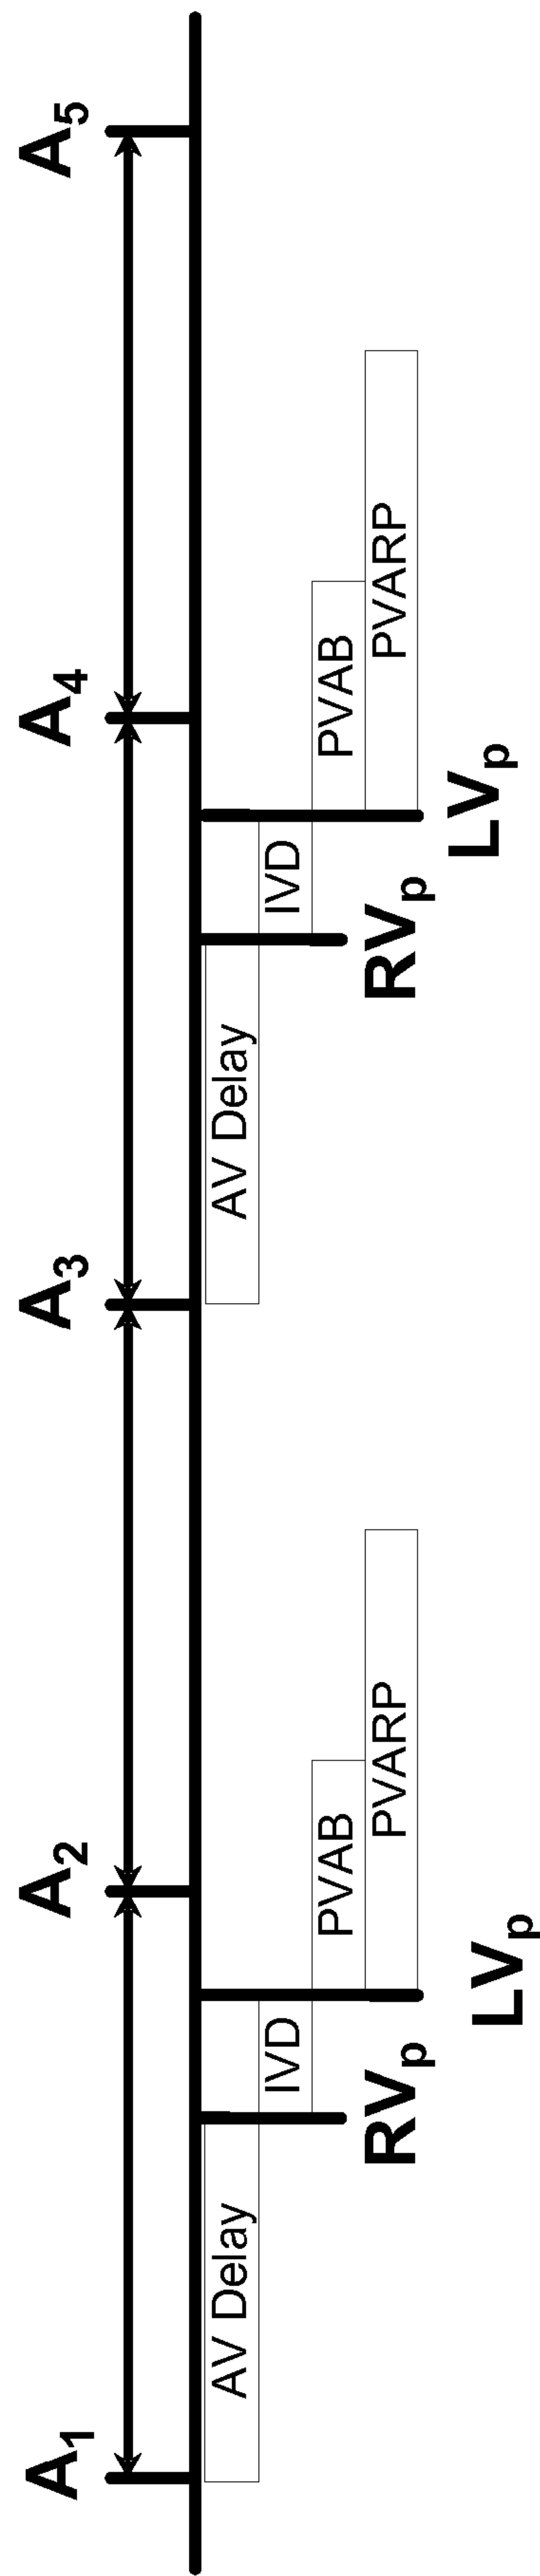 A1 A2 A3 A4 A5
AV Delay AV Delay
IVD IVD
PVAB PVAB
PVARP PVARP
RVp LVp RVp LVp